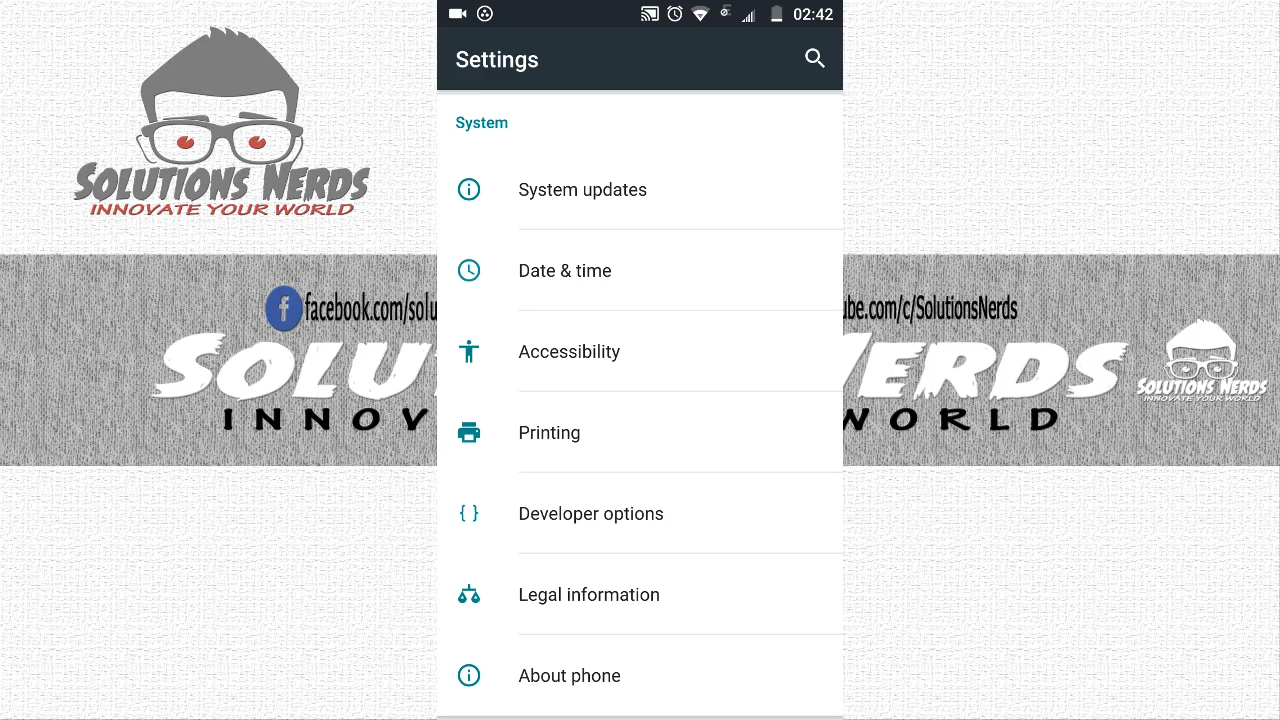 02:42
Settings
System
System updates
Date & time
Accessibility
Printing
Developer options
Legal information
About phone
SOLUTIONS NERDS
INNOVATE YOUR WORLD
facebook.com/solu
ube.com/c/SolutionsNerds
SOLU
NERDS
INNOV
WORLD
SOLUTIONS NERDS
INNOVATE YOUR WORLD